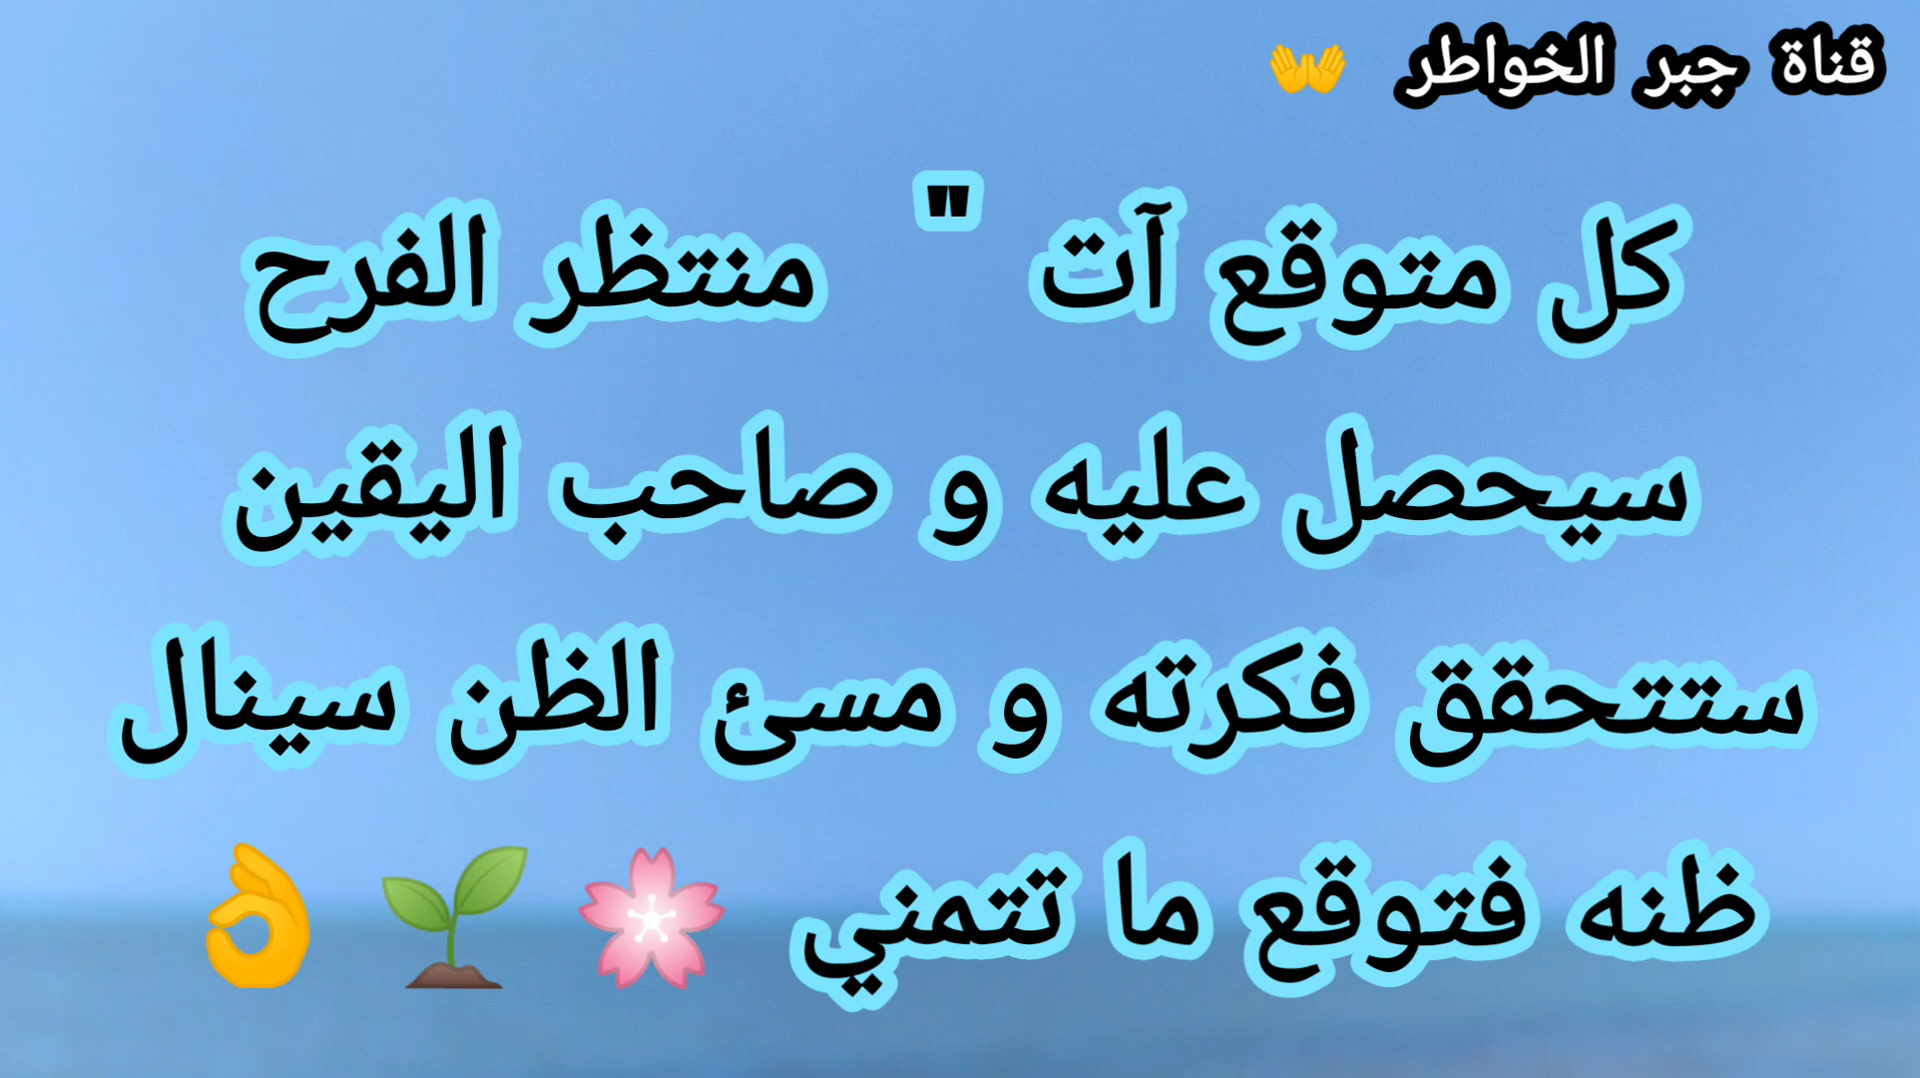 قناة جبر الخواطر 👐
كل متوقع آت " منتظر الفرح
سيحصل عليه و صاحب اليقين
ستتحقق فكرته و مسئ الظن سينال
ظنه فتوقع ما تتمني 🌸 🌱 👌